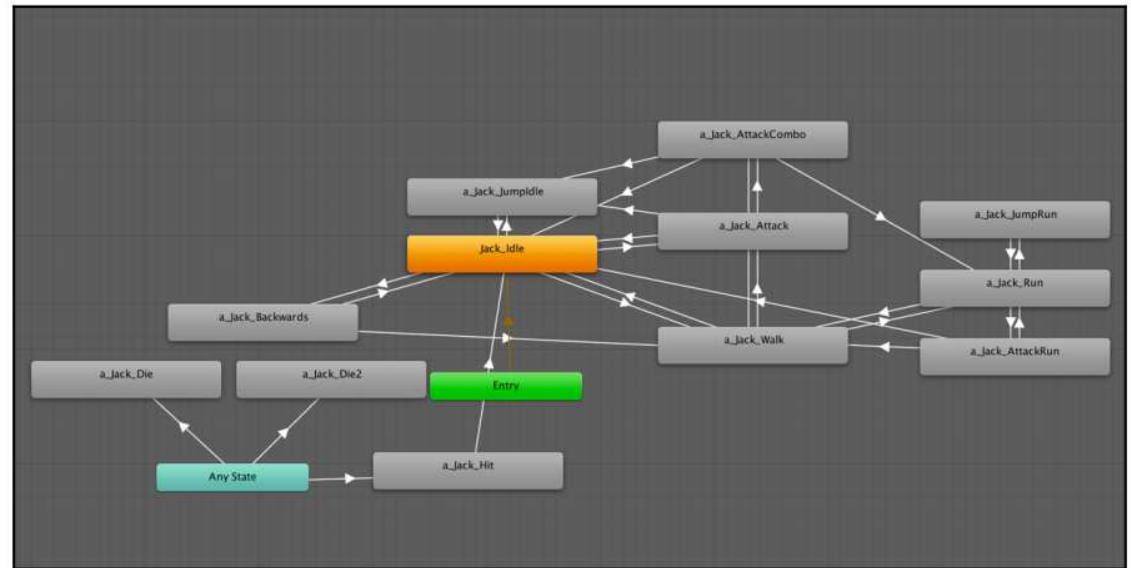 a_Jack_AttackCombo
a_Jack_JumpIdle
a_Jack_JumpRun
a_Jack_Attack
Jack_Idle
a_Jack_Run
a_Jack_Backwards
a_Jack_Walk
a_Jack_AttackRun
a_Jack_Die
a_Jack_Die2
Entry
a_Jack_Hit
Any State